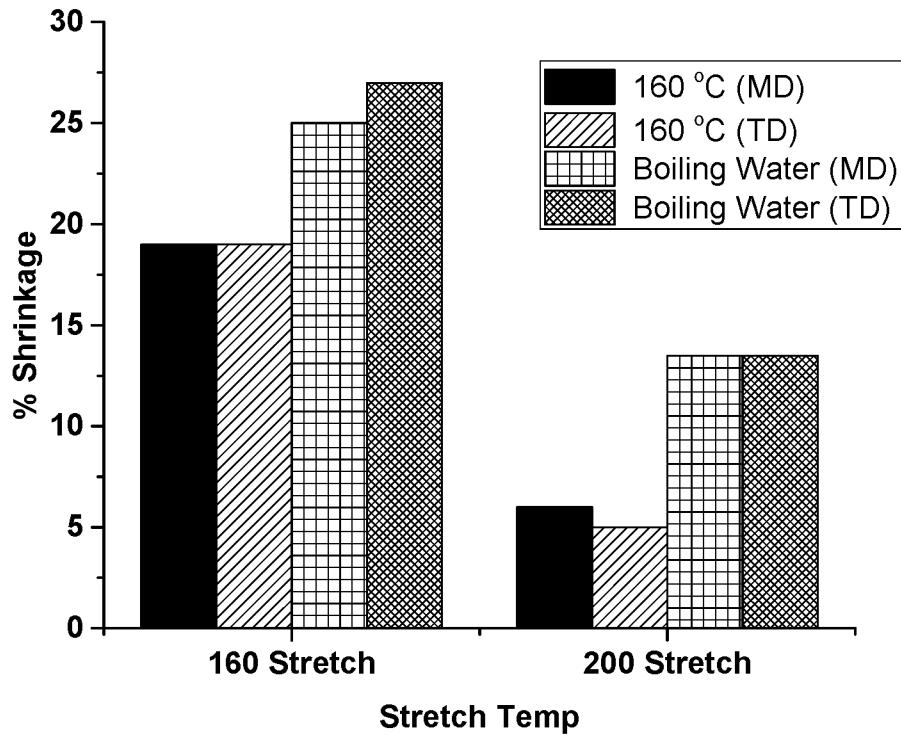 30
25
20
15
10
5
0
% Shrinkage
160 °C (MD)
160 °C (TD)
Boiling Water (MD)
Boiling Water (TD)
160 Stretch
200 Stretch
Stretch Temp